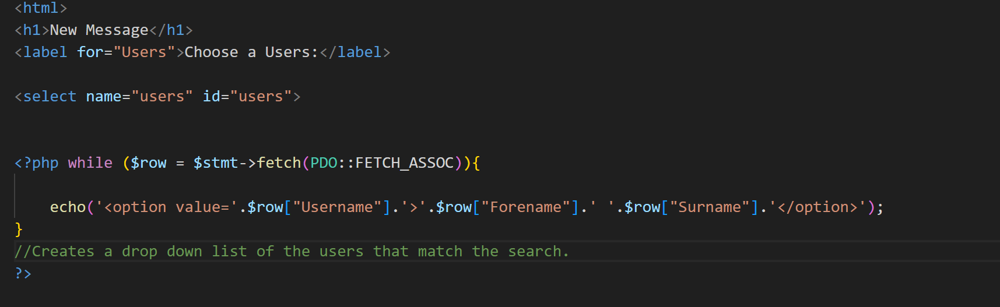 <html>
<h1>New Message</h1>
<label for="Users">Choose a Users:</label>
<select name="users" id="users">
<?php while ($row = $stmt->fetch(PDO::FETCH_ASSOC)){
echo('<option value='.$row["Username"].'>'.$row["Forename"].' '.$row["Surname"].'</option>');
}
//Creates a drop down list of the users that match the search.
?>